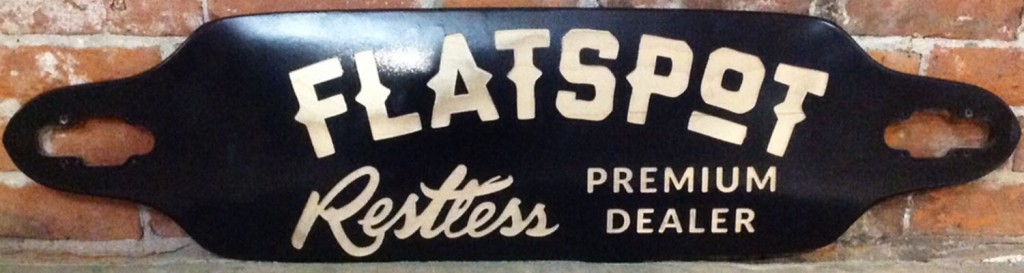 FLATSPOT
Restless
PREMIUM
DEALER